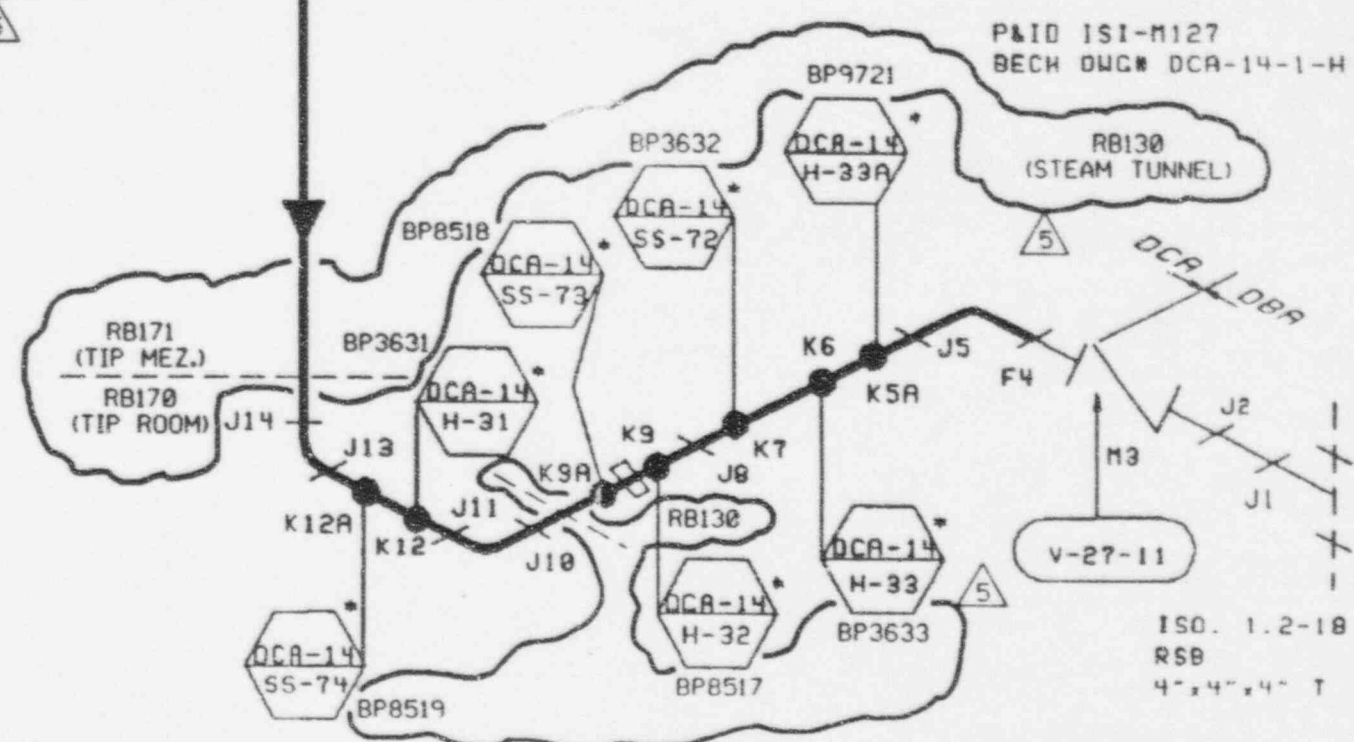 P&ID ISI-M127
BECH DWG# DCA-14-1-H
BP9721
DCA-14
H-33A
*
RB130
(STEAM TUNNEL)
BP3632
DCA-14
SS-72
*
5
BP8518
DCA-14
SS-73
*
DCA
DBA
RB171
(TIP MEZ.)
RB170
(TIP ROOM)
BP3631
DCA-14
H-31
*
J14
J13
K12A
K12
J11
J10
K9A
K9
J8
K7
K6
K5A
J5
F4
M3
J2
J1
RB130
V-27-11
DCA-14
H-33
*
BP3633
5
DCA-14
H-32
*
BP8517
DCA-14
SS-74
*
BP8519
ISO. 1.2-18
RSB
4"x4"x4" T